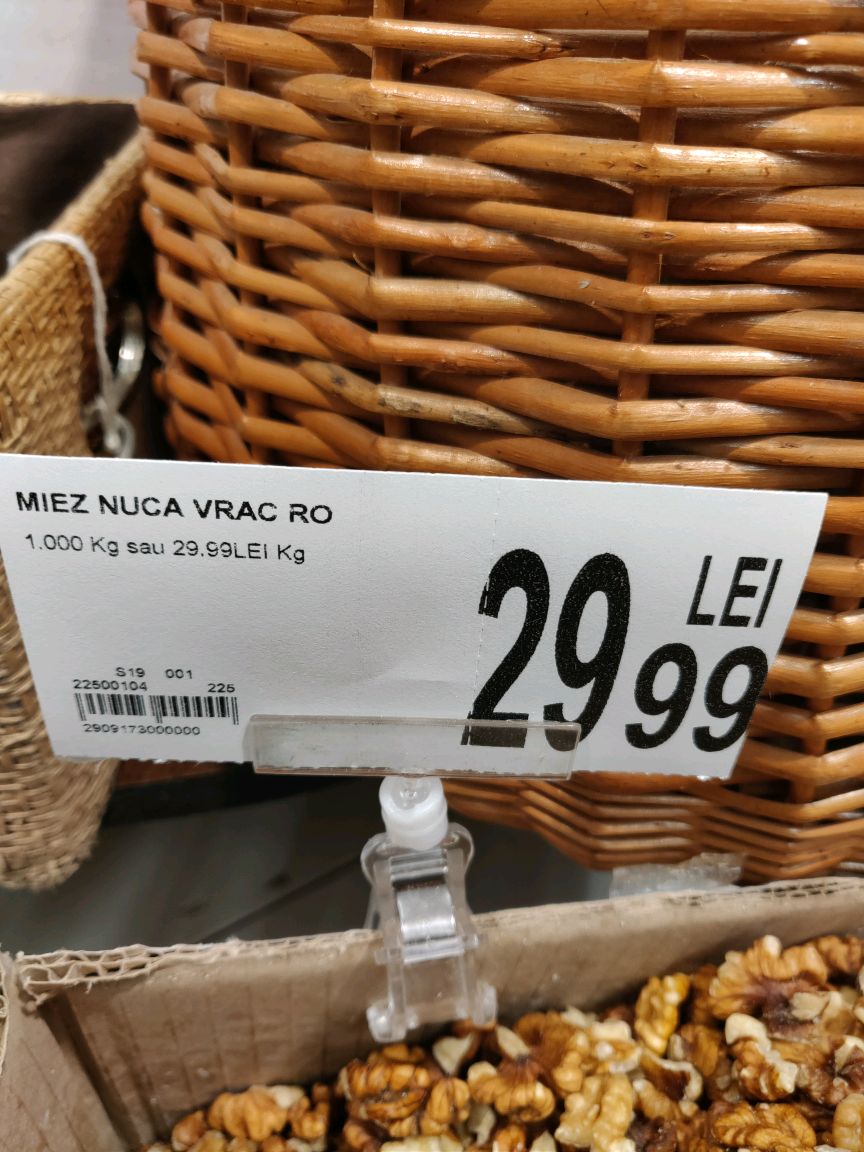 MIEZ NUCA VRAC RO
1.000 Kg sau 29.99LEI Kg
29 99 LEI
S19 001
22500104 225
2909173000000